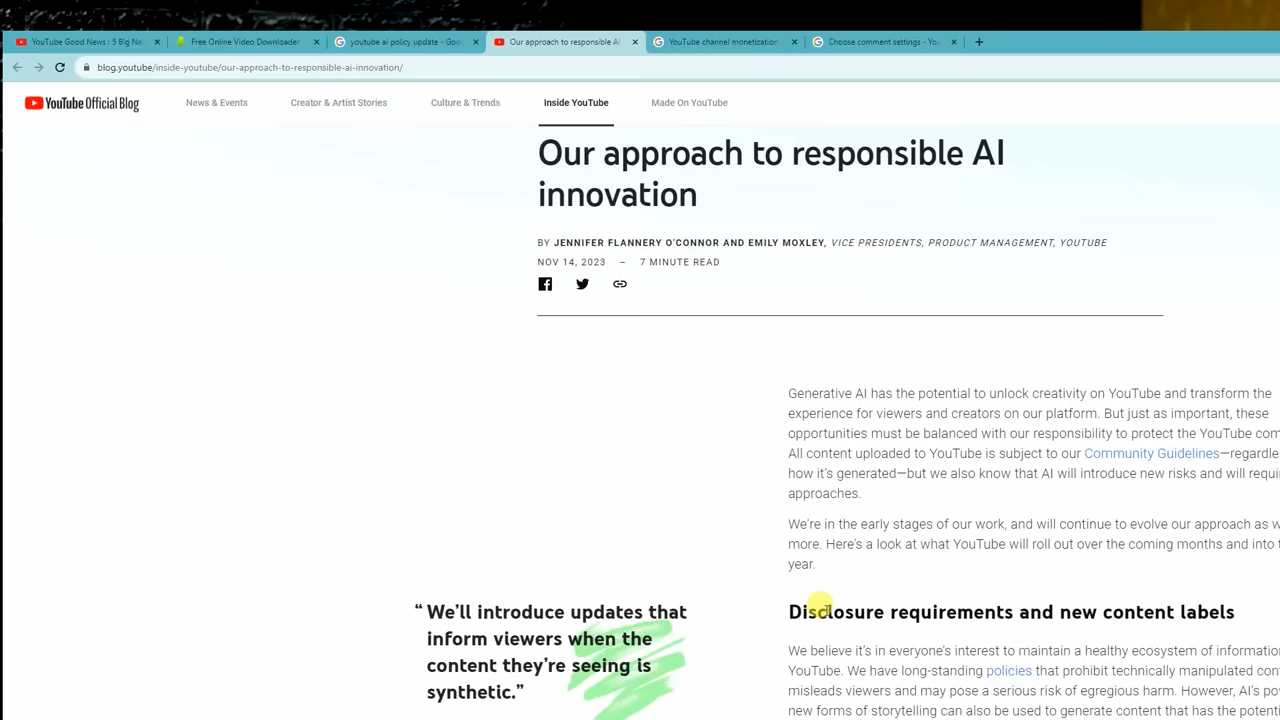 YouTube Good News : 5 Big Ne
Free Online Video Downloader
youtube ai policy update - Goo
Our approach to responsible AI
YouTube channel monetization
Choose comment settings - You
blog.youtube/inside-youtube/our-approach-to-responsible-ai-innovation/
YouTube Official Blog
News & Events
Creator & Artist Stories
Culture & Trends
Inside YouTube
Made On YouTube
Our approach to responsible AI
innovation
BY JENNIFER FLANNERY O'CONNOR AND EMILY MOXLEY, VICE PRESIDENTS, PRODUCT MANAGEMENT, YOUTUBE
NOV 14, 2023 – 7 MINUTE READ
Generative AI has the potential to unlock creativity on YouTube and transform the
experience for viewers and creators on our platform. But just as important, these
opportunities must be balanced with our responsibility to protect the YouTube com
All content uploaded to YouTube is subject to our Community Guidelines—regardle
how it's generated—but we also know that AI will introduce new risks and will requi
approaches.
We're in the early stages of our work, and will continue to evolve our approach as w
more. Here's a look at what YouTube will roll out over the coming months and into t
year.
“ We'll introduce updates that
inform viewers when the
content they're seeing is
synthetic.”
Disclosure requirements and new content labels
We believe it's in everyone's interest to maintain a healthy ecosystem of informatio
YouTube. We have long-standing policies that prohibit technically manipulated con
misleads viewers and may pose a serious risk of egregious harm. However, AI's po
new forms of storytelling can also be used to generate content that has the potenti